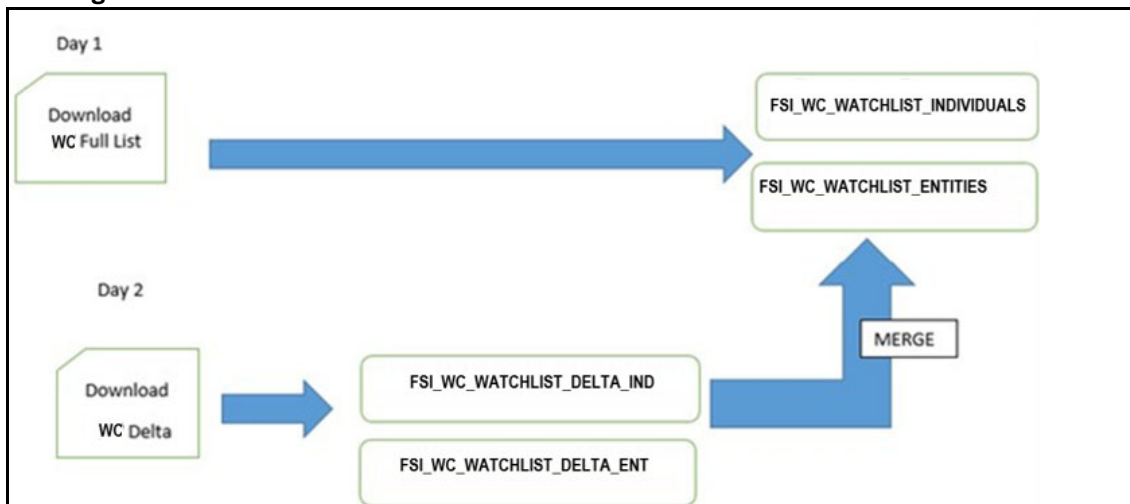 Day 1
Download
WC Full List
FSI_WC_WATCHLIST_INDIVIDUALS
FSI_WC_WATCHLIST_ENTITIES
Day 2
MERGE
Download
WC Delta
FSI_WC_WATCHLIST_DELTA_IND
FSI_WC_WATCHLIST_DELTA_ENT